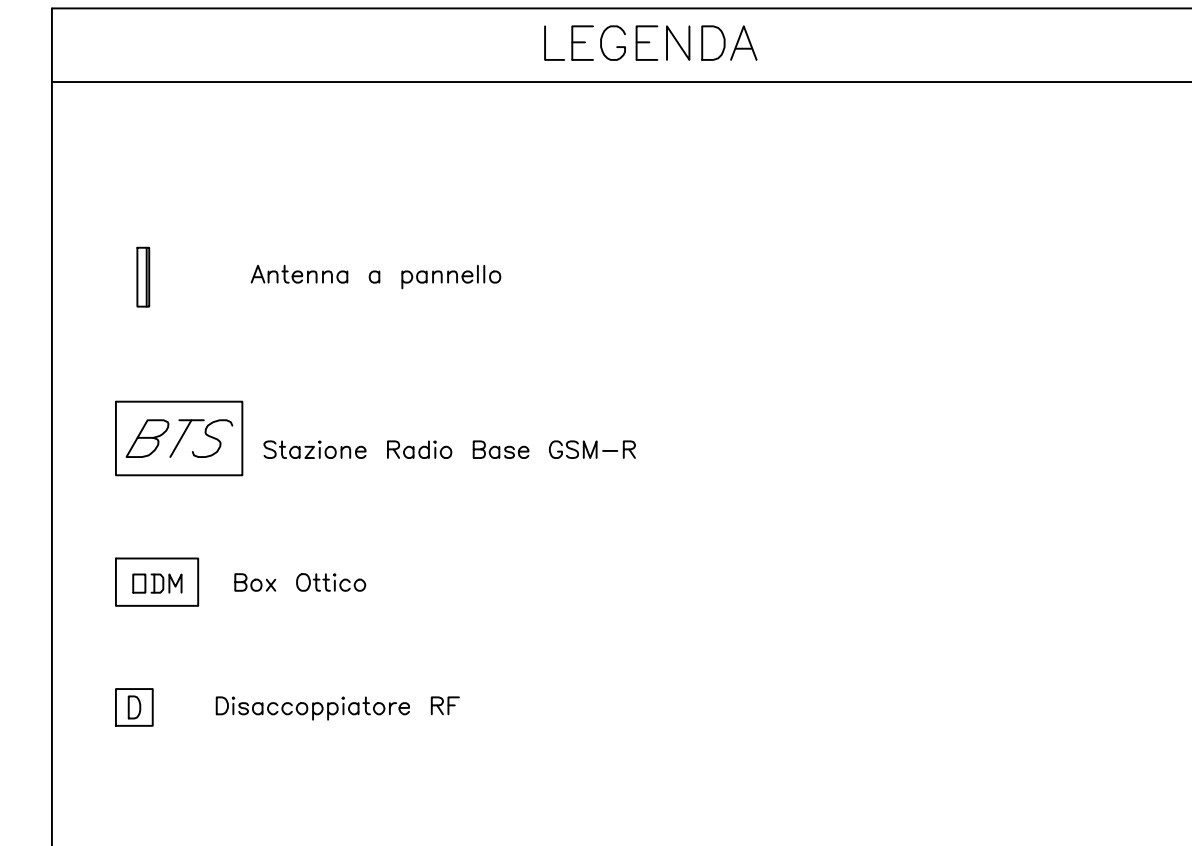 LEGENDA
Antenna a pannello
BTS Stazione Radio Base GSM-R
ODM Box Ottico
D Disaccoppiatore RF